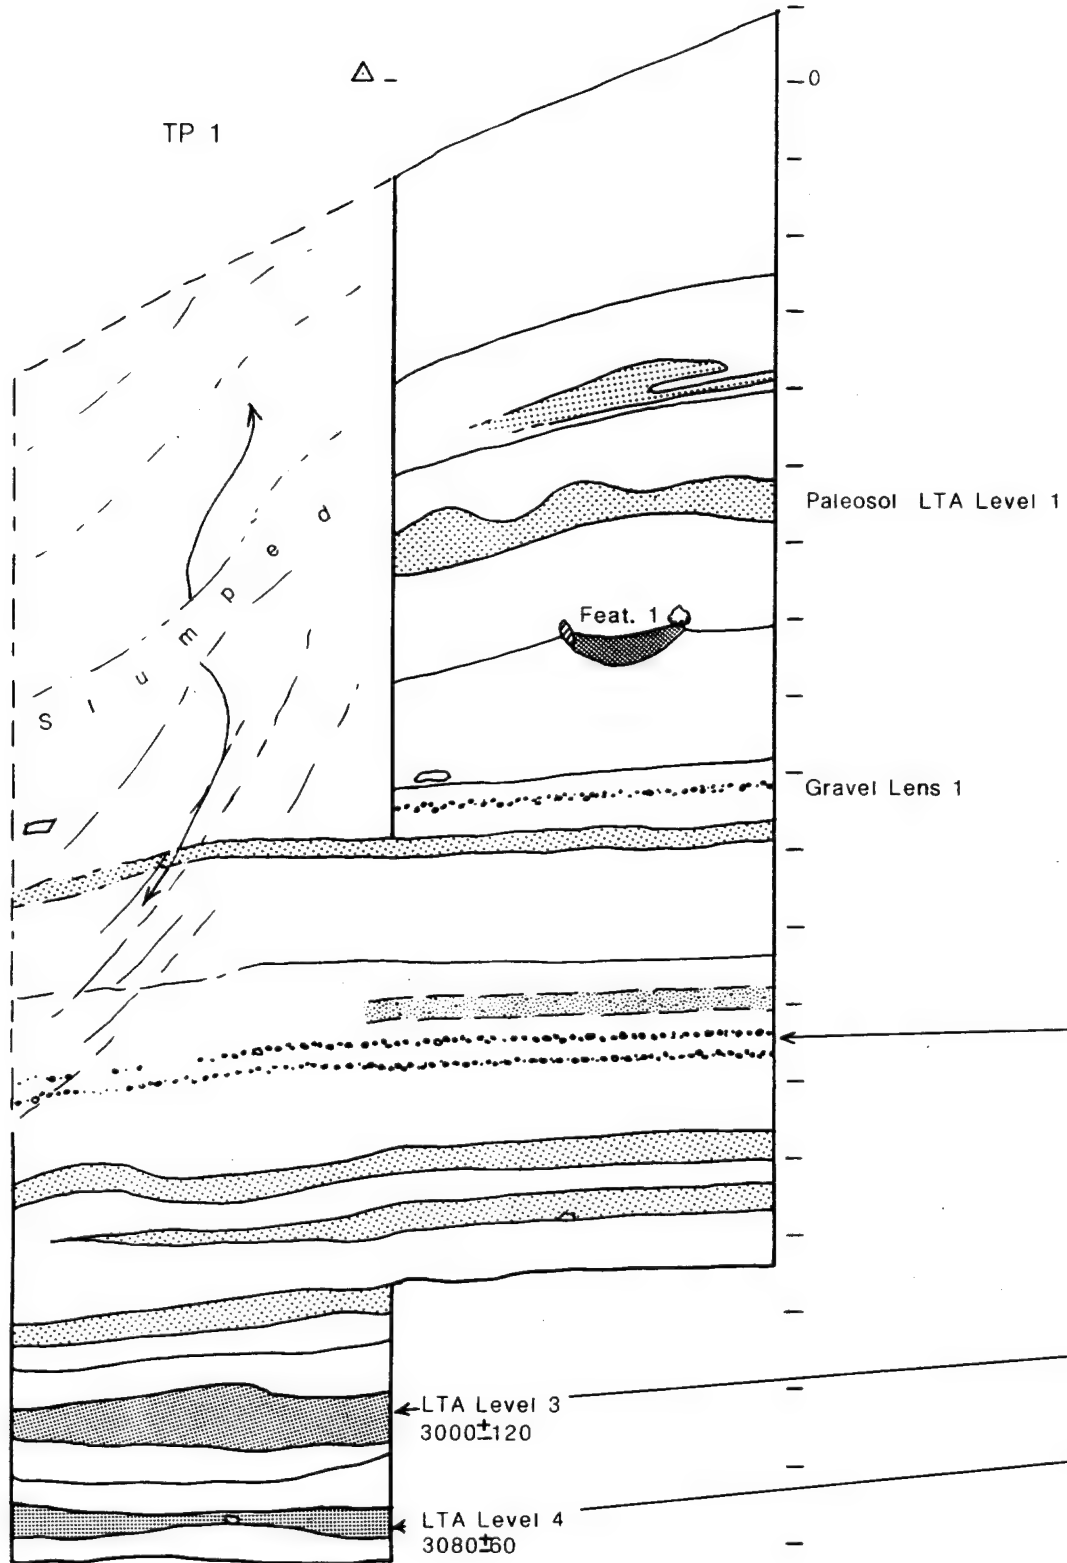 0
TP 1
Paleosol LTA Level 1
Slumped
Feat. 1
Gravel Lens 1
LTA Level 3
3000±120
LTA Level 4
3080±60